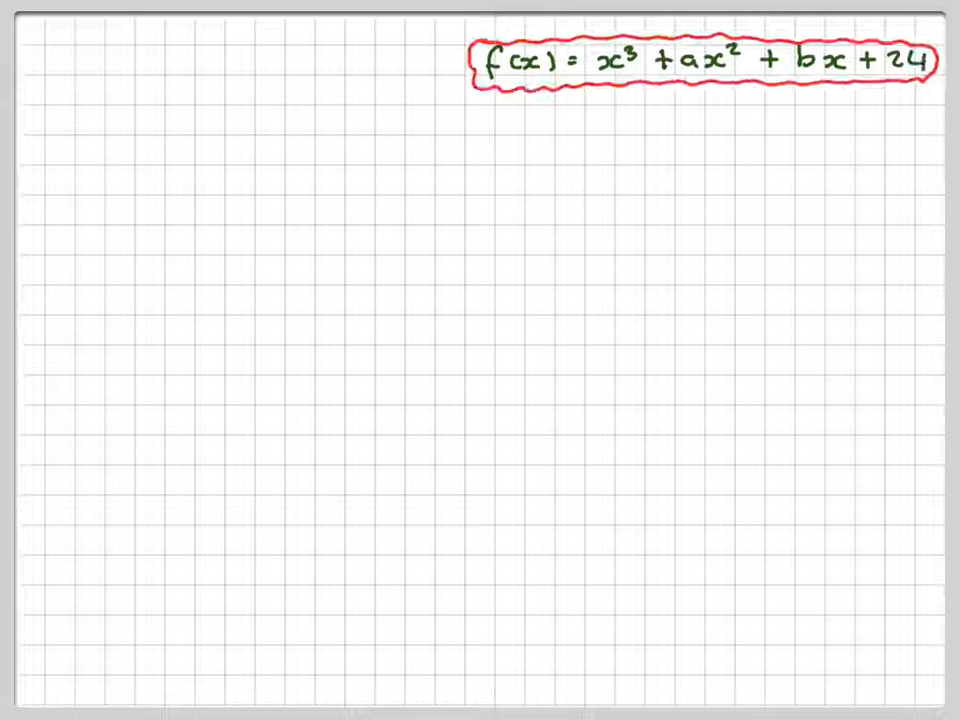 f(x) = x³ + ax² + bx + 24